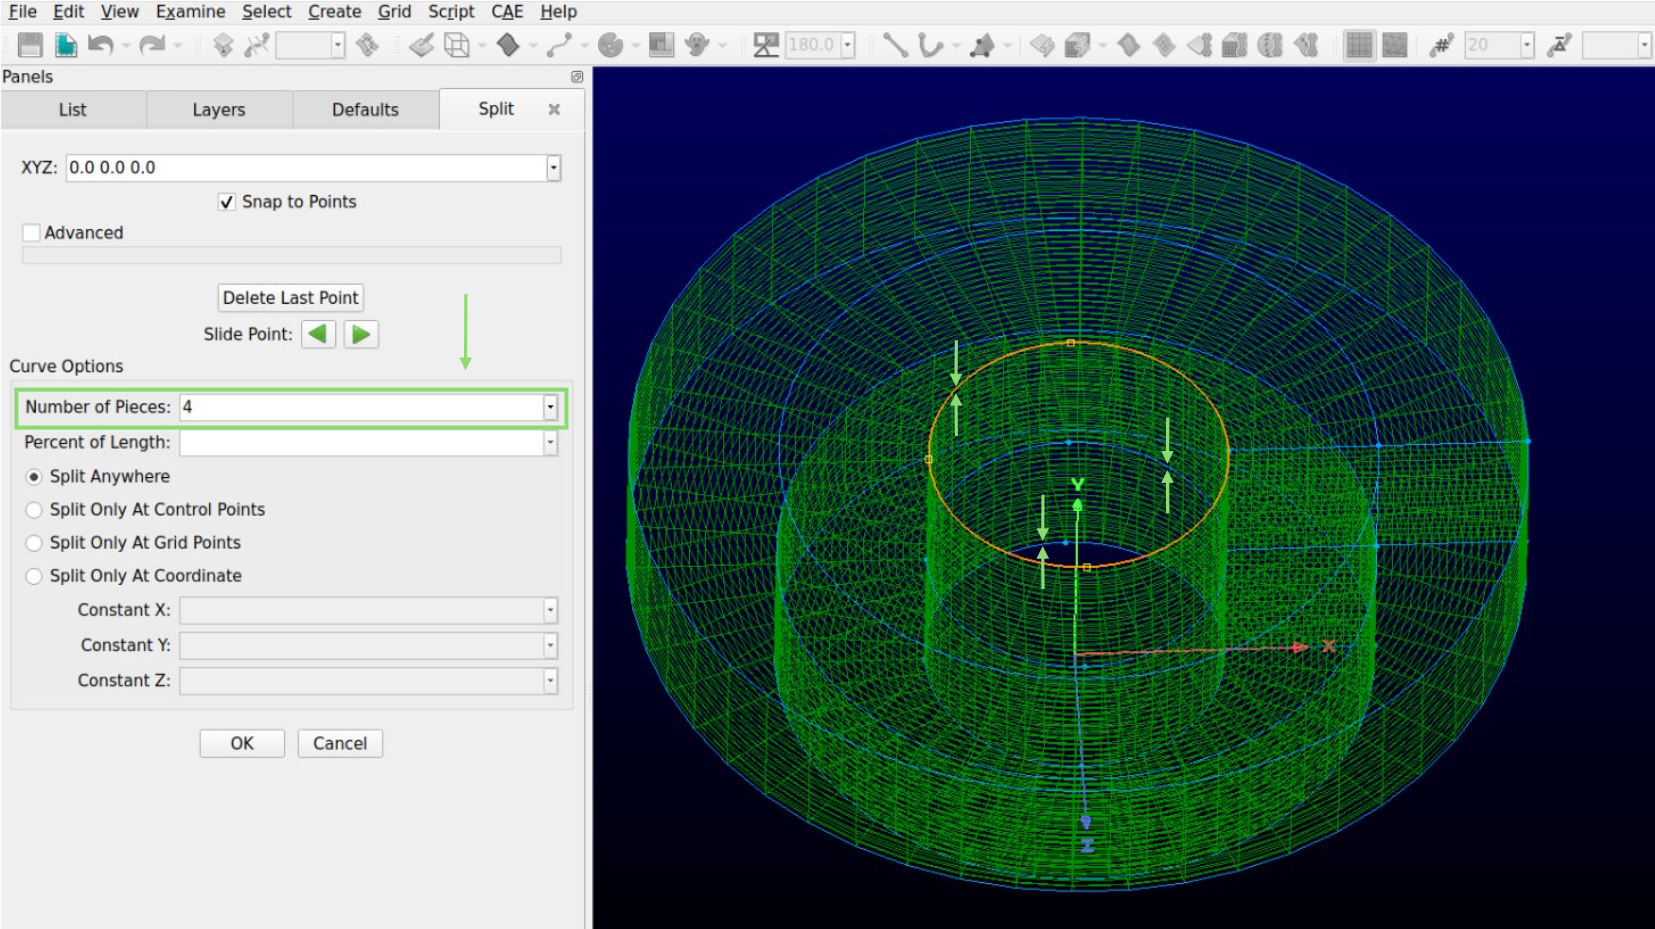 File Edit View Examine Select Create Grid Script CAE Help
180.0 20
Panels
List Layers Defaults Split
XYZ: 0.0 0.0 0.0
Snap to Points
Advanced
Delete Last Point
Slide Point:
Curve Options
Number of Pieces: 4
Percent of Length:
Split Anywhere
Split Only At Control Points
Split Only At Grid Points
Split Only At Coordinate
Constant X:
Constant Y:
Constant Z:
OK Cancel
Y
X
Z